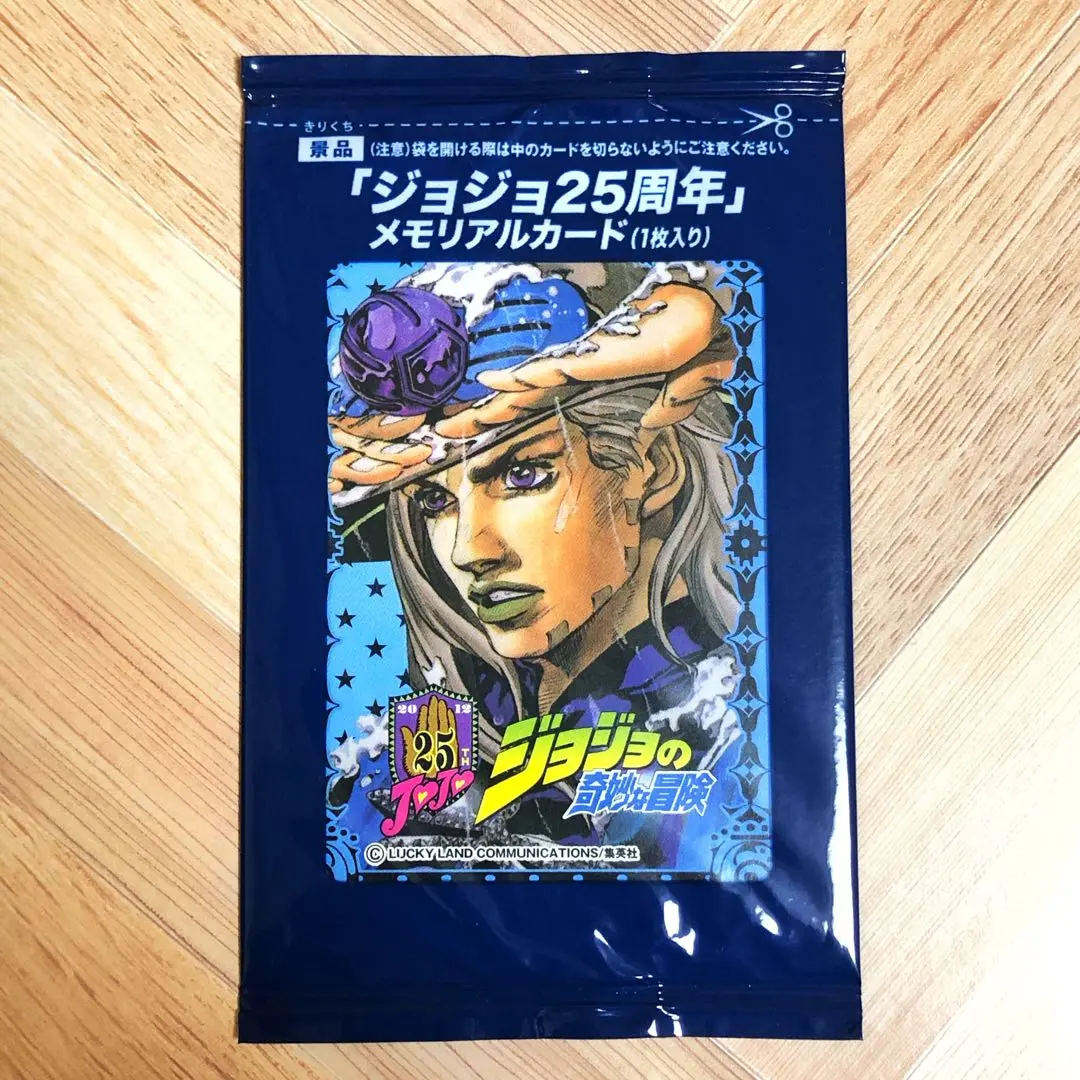 きりくち
景品 (注意)袋を開ける際は中のカードを切らないようにご注意ください。
「ジョジョ25周年」
メモリアルカード(1枚入り)
2012
25TH
JoJo
ジョジョの
奇妙な冒険
© LUCKY LAND COMMUNICATIONS/集英社